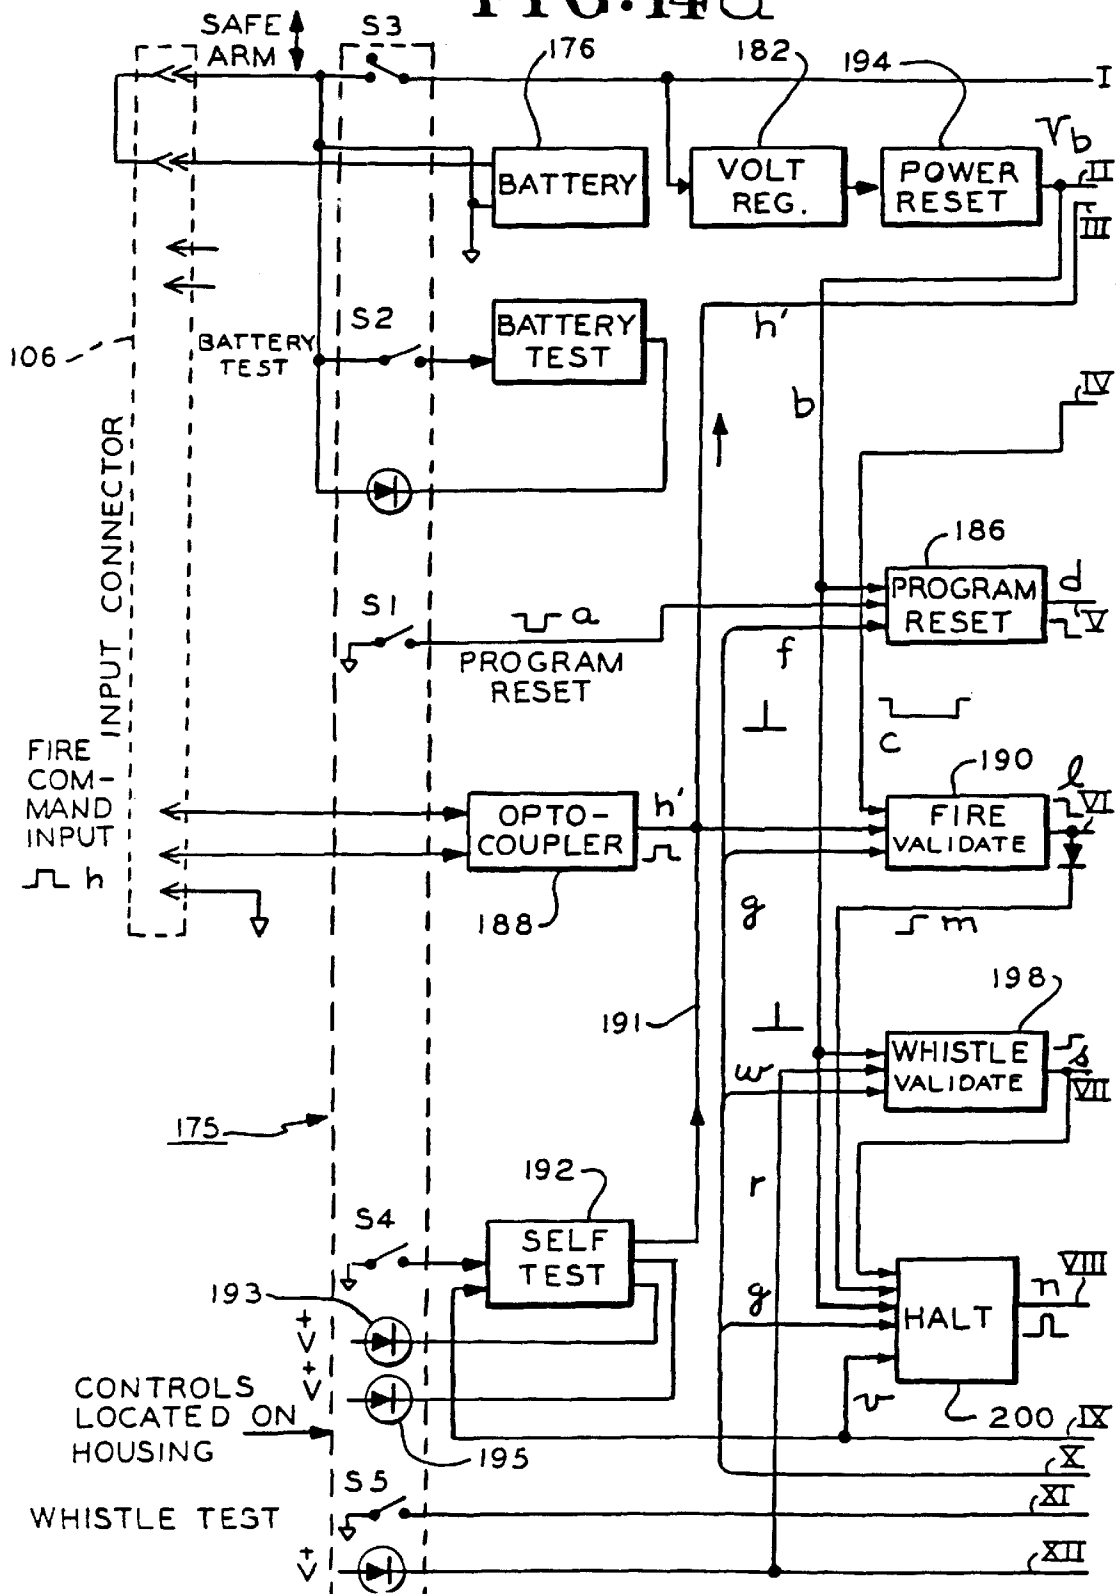 FIG. 14a
SAFE
ARM
S3
176
182
194
I
BATTERY
VOLT
REG.
POWER
RESET
Vb
II
III
h'
106
BATTERY
TEST
S2
BATTERY
TEST
b
IV
INPUT CONNECTOR
186
S1
a
PROGRAM
RESET
PROGRAM
RESET
d
V
f
c
FIRE
COM-
MAND
INPUT
h
OPTO-
COUPLER
h'
188
190
FIRE
VALIDATE
l
VI
g
m
191
198
WHISTLE
VALIDATE
s
VII
w
175
r
192
S4
SELF
TEST
193
+
V
+
V
g
HALT
n
VIII
v
200
IX
CONTROLS
LOCATED ON
HOUSING
195
X
S5
XI
WHISTLE TEST
+
V
XII